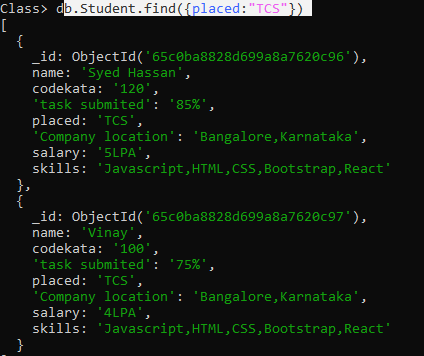 Class> db.Student.find({placed:"TCS"})
[
  {
    _id: ObjectId('65c0ba8828d699a8a7620c96'),
    name: 'Syed Hassan',
    codekata: '120',
    'task submited': '85%',
    placed: 'TCS',
    'Company location': 'Bangalore,Karnataka',
    salary: '5LPA',
    skills: 'Javascript,HTML,CSS,Bootstrap,React'
  },
  {
    _id: ObjectId('65c0ba8828d699a8a7620c97'),
    name: 'Vinay',
    codekata: '100',
    'task submited': '75%',
    placed: 'TCS',
    'Company location': 'Bangalore,Karnataka',
    salary: '4LPA',
    skills: 'Javascript,HTML,CSS,Bootstrap,React'
  }